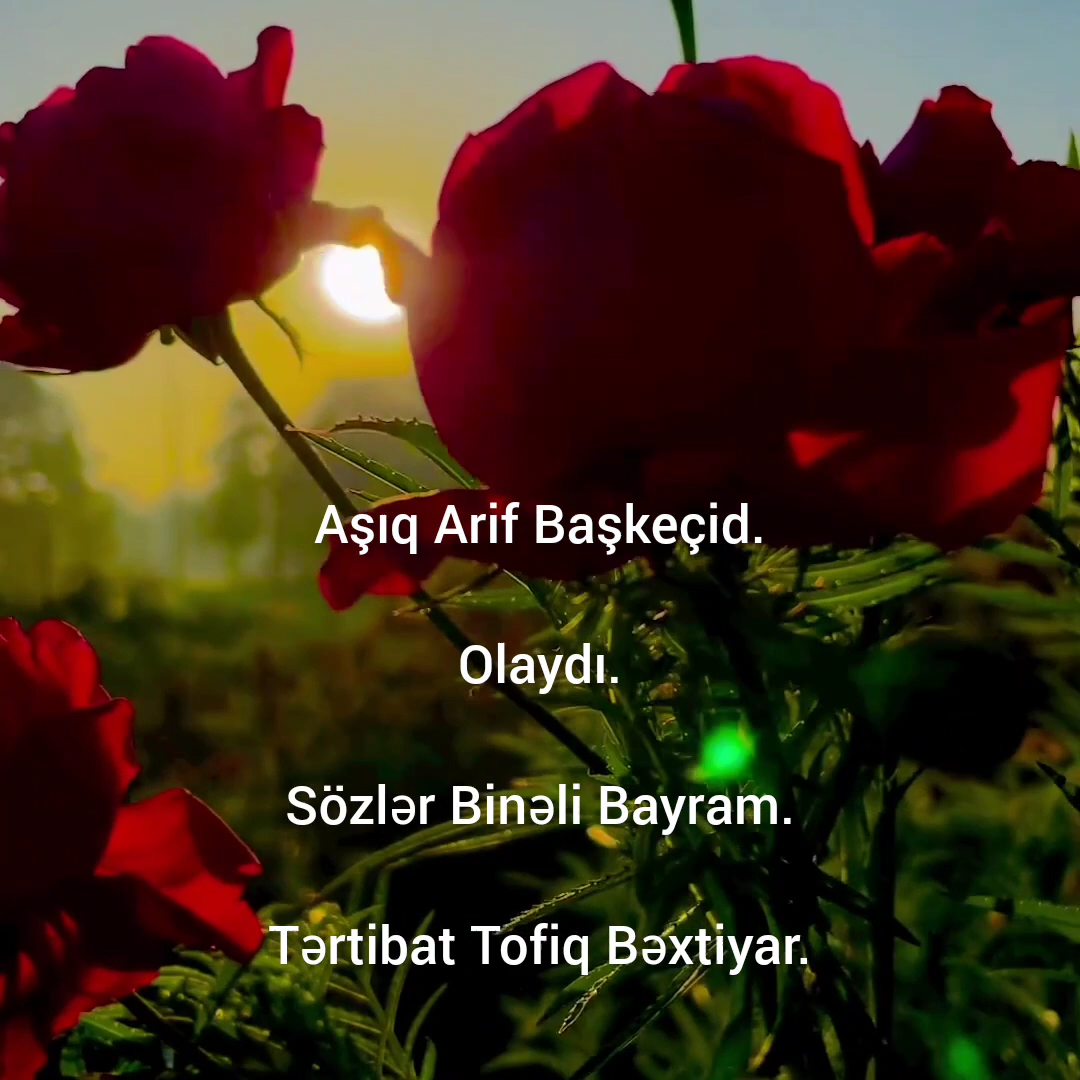 Aşıq Arif Başkeçid.
Olaydı.
Sözlər Binəli Bayram.
Tərtibat Tofiq Bəxtiyar.